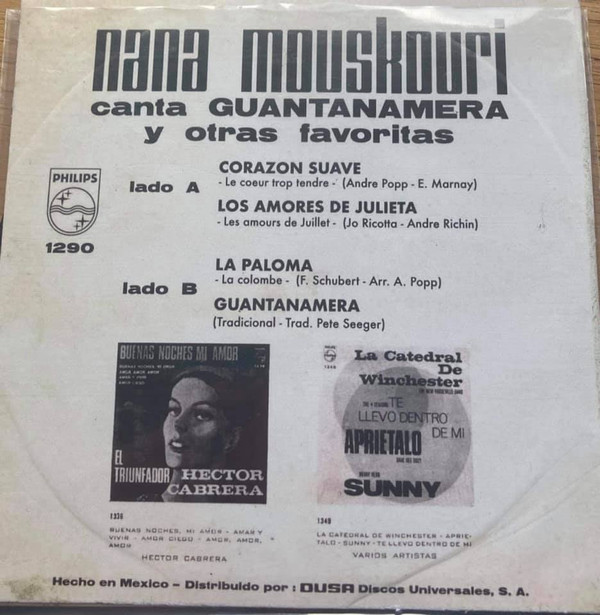 nana mouskouri
canta GUANTANAMERA
y otras favoritas
PHILIPS
1290
lado A
CORAZON SUAVE
- Le coeur trop tendre - (Andre Popp - E. Marnay)
LOS AMORES DE JULIETA
- Les amours de Juillet - (Jo Ricotta - Andre Richin)
lado B
LA PALOMA
- La colombe - (F. Schubert - Arr. A. Popp)
GUANTANAMERA
(Tradicional - Trad. Pete Seeger)
BUENAS NOCHES MI AMOR
EL
TRIUNFADOR
HECTOR
CABRERA
La Catedral
De
Winchester
TE
LLEVO DENTRO
DE MI
APRIETALO
SUNNY
BUENAS NOCHES, MI AMOR - AMAR Y
VIVIR - AMOR CIEGO - AMOR, AMOR,
AMOR
HECTOR CABRERA
1349
LA CATEDRAL DE WINCHESTER - APRIE-
TALO - SUNNY - TE LLEVO DENTRO DE MI
VARIOS ARTISTAS
Hecho en Mexico - Distribuido por : DUSA Discos Universales, S. A.